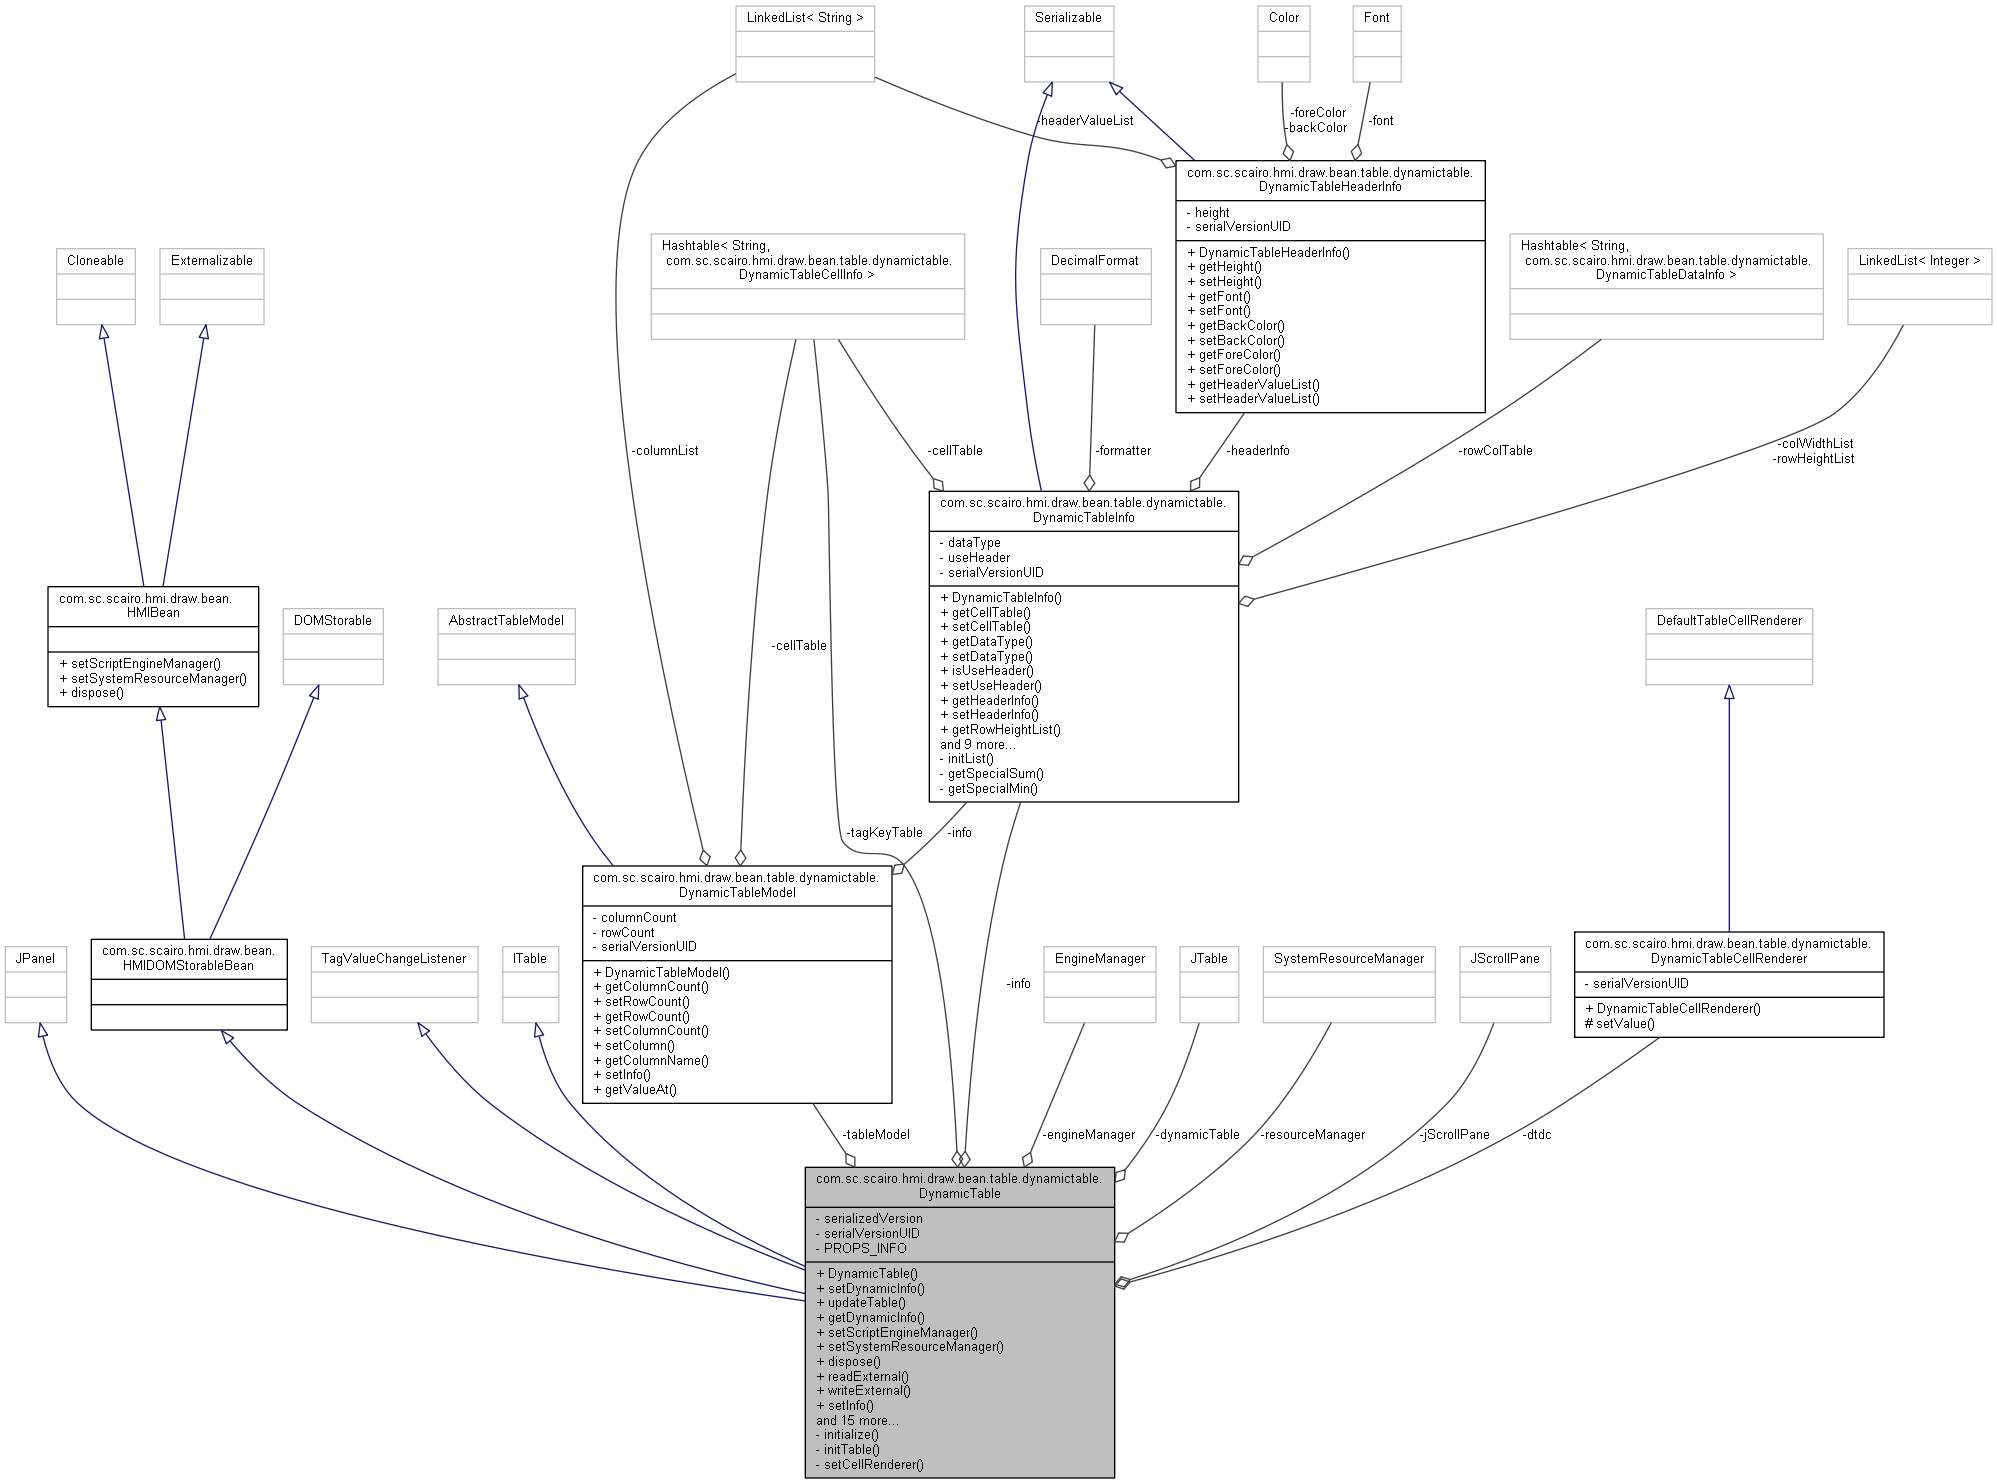 LinkedList< String >
Serializable
Color
Font
-foreColor
-backColor
-font
-headerValueList
com.sc.scairo.hmi.draw.bean.table.dynamictable.
DynamicTableHeaderInfo
- height
- serialVersionUID
+ DynamicTableHeaderInfo()
+ getHeight()
+ setHeight()
+ getFont()
+ setFont()
+ getBackColor()
+ setBackColor()
+ getForeColor()
+ setForeColor()
+ getHeaderValueList()
+ setHeaderValueList()
Cloneable
Externalizable
Hashtable< String,
com.sc.scairo.hmi.draw.bean.table.dynamictable.
DynamicTableCellInfo >
DecimalFormat
Hashtable< String,
com.sc.scairo.hmi.draw.bean.table.dynamictable.
DynamicTableDataInfo >
LinkedList< Integer >
-columnList
-cellTable
-formatter
-headerInfo
-rowColTable
-colWidthList
-rowHeightList
com.sc.scairo.hmi.draw.bean.table.dynamictable.
DynamicTableInfo
- dataType
- useHeader
- serialVersionUID
+ DynamicTableInfo()
+ getCellTable()
+ setCellTable()
+ getDataType()
+ setDataType()
+ isUseHeader()
+ setUseHeader()
+ getHeaderInfo()
+ setHeaderInfo()
+ getRowHeightList()
and 9 more...
- initList()
- getSpecialSum()
- getSpecialMin()
com.sc.scairo.hmi.draw.bean.
HMIBean
+ setScriptEngineManager()
+ setSystemResourceManager()
+ dispose()
DOMStorable
AbstractTableModel
-cellTable
DefaultTableCellRenderer
-tagKeyTable
-info
com.sc.scairo.hmi.draw.bean.table.dynamictable.
DynamicTableModel
- columnCount
- rowCount
- serialVersionUID
+ DynamicTableModel()
+ getColumnCount()
+ setRowCount()
+ getRowCount()
+ setColumnCount()
+ setColumn()
+ getColumnName()
+ setInfo()
+ getValueAt()
JPanel
com.sc.scairo.hmi.draw.bean.
HMIDOMStorableBean
TagValueChangeListener
ITable
-info
EngineManager
JTable
SystemResourceManager
JScrollPane
com.sc.scairo.hmi.draw.bean.table.dynamictable.
DynamicTableCellRenderer
- serialVersionUID
+ DynamicTableCellRenderer()
# setValue()
-tableModel
-engineManager
-dynamicTable
-resourceManager
-jScrollPane
-dtdc
com.sc.scairo.hmi.draw.bean.table.dynamictable.
DynamicTable
- serializedVersion
- serialVersionUID
- PROPS_INFO
+ DynamicTable()
+ setDynamicInfo()
+ updateTable()
+ getDynamicInfo()
+ setScriptEngineManager()
+ setSystemResourceManager()
+ dispose()
+ readExternal()
+ writeExternal()
+ setInfo()
and 15 more...
- initialize()
- initTable()
- setCellRenderer()